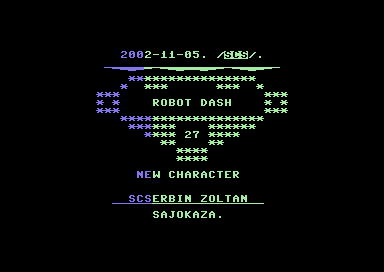 2002-11-05. /SCS/.
ROBOT DASH
27
NEW CHARACTER
SCSERBIN ZOLTAN
SAJOKAZA.